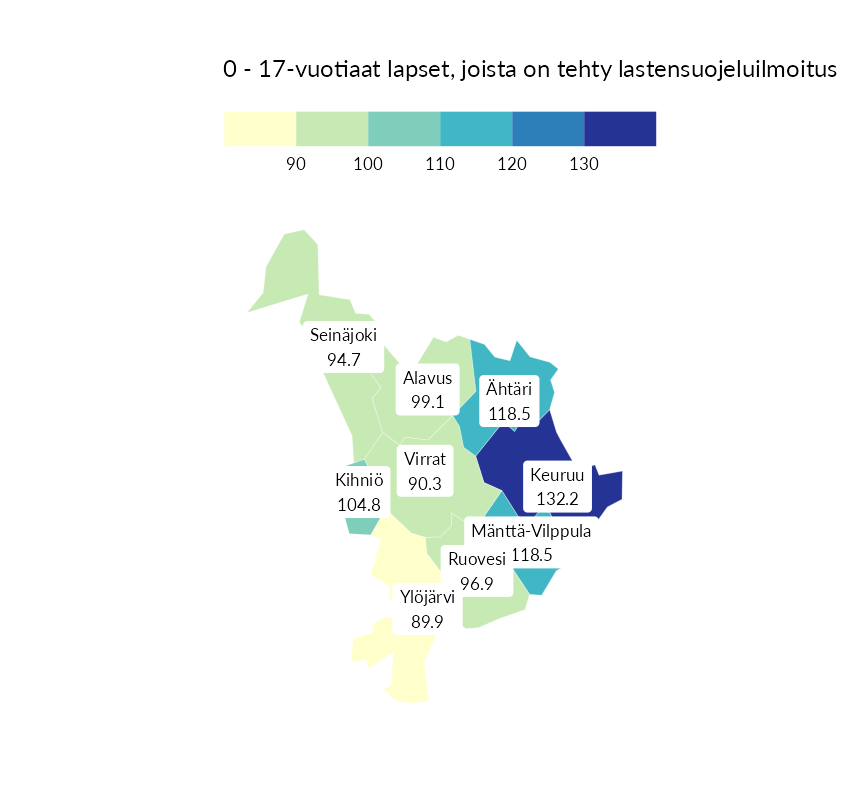 0 - 17-vuotiaat lapset, joista on tehty lastensuojeluilmoitus
90 100 110 120 130
Seinäjoki
94.7
Alavus
99.1
Ähtäri
118.5
Virrat
90.3
Kihniö
104.8
Keuruu
132.2
Mänttä-Vilppula
118.5
Ruovesi
96.9
Ylöjärvi
89.9